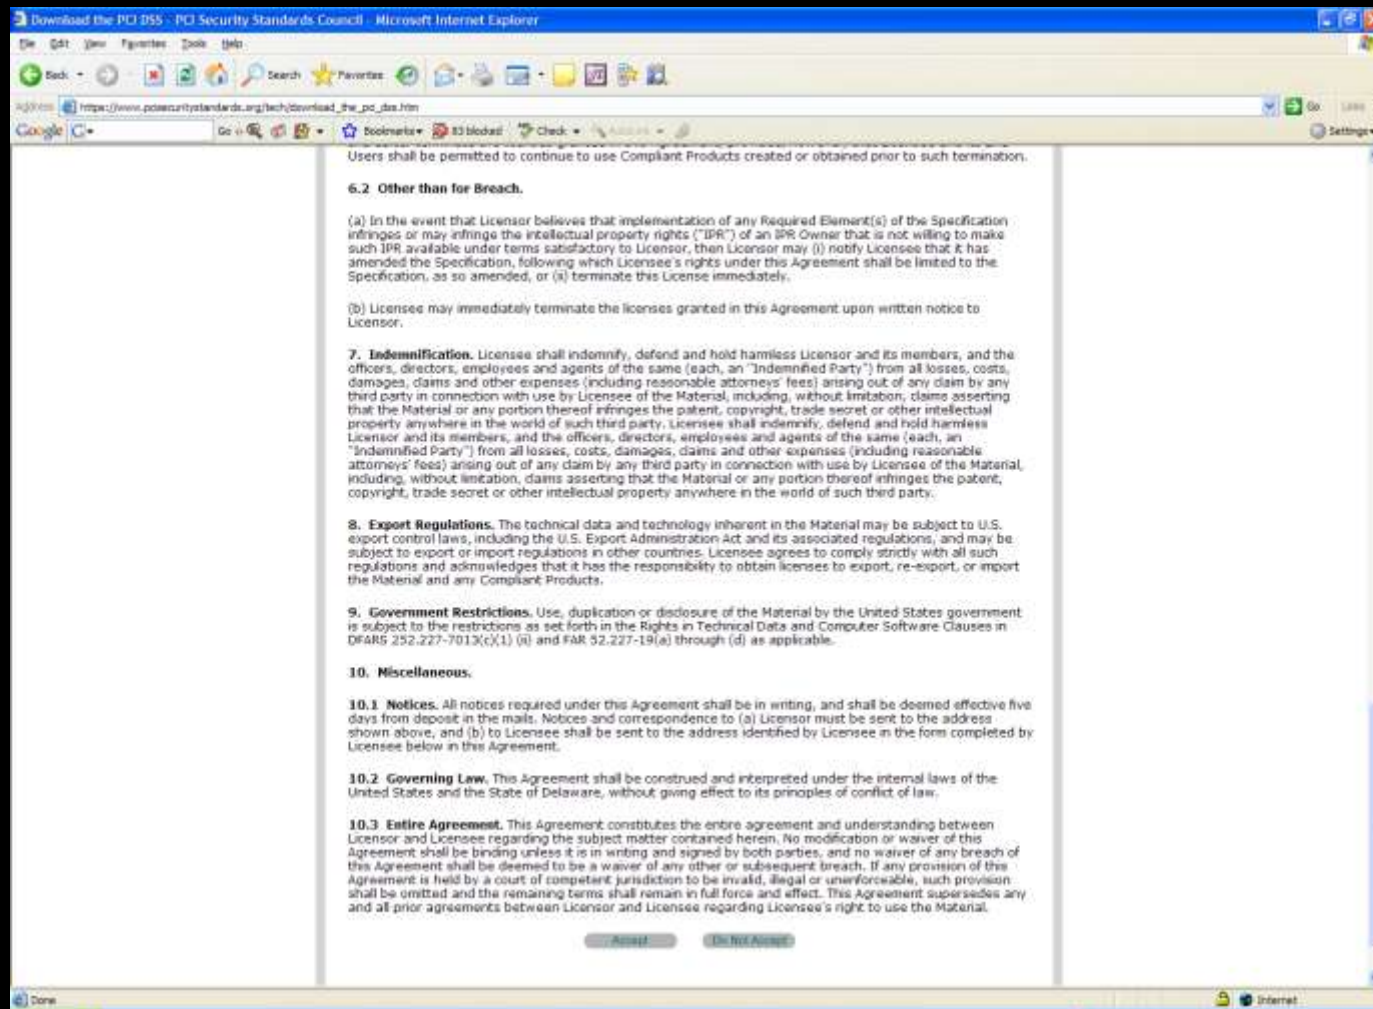 Download the PCI DSS - PCI Security Standards Council - Microsoft Internet Explorer
File Edit View Favorites Tools Help
Back Search Favorites
Address https://www.pcisecuritystandards.org/tech/download_the_pci_dss.htm Go Links
Google Go Bookmarks 83 blocked Check Settings
Users shall be permitted to continue to use Compliant Products created or obtained prior to such termination.
6.2 Other than for Breach.
(a) In the event that Licensor believes that implementation of any Required Element(s) of the Specification
infringes or may infringe the intellectual property rights ("IPR") of an IPR Owner that is not willing to make
such IPR available under terms satisfactory to Licensor, then Licensor may (i) notify Licensee that it has
amended the Specification, following which Licensee's rights under this Agreement shall be limited to the
Specification, as so amended, or (ii) terminate this License immediately.
(b) Licensee may immediately terminate the licenses granted in this Agreement upon written notice to
Licensor.
7. Indemnification. Licensee shall indemnify, defend and hold harmless Licensor and its members, and the
officers, directors, employees and agents of the same (each, an "Indemnified Party") from all losses, costs,
damages, claims and other expenses (including reasonable attorneys' fees) arising out of any claim by any
third party in connection with use by Licensee of the Material, including, without limitation, claims asserting
that the Material or any portion thereof infringes the patent, copyright, trade secret or other intellectual
property anywhere in the world of such third party. Licensee shall indemnify, defend and hold harmless
Licensor and its members, and the officers, directors, employees and agents of the same (each, an
"Indemnified Party") from all losses, costs, damages, claims and other expenses (including reasonable
attorneys' fees) arising out of any claim by any third party in connection with use by Licensee of the Material,
including, without limitation, claims asserting that the Material or any portion thereof infringes the patent,
copyright, trade secret or other intellectual property anywhere in the world of such third party.
8. Export Regulations. The technical data and technology inherent in the Material may be subject to U.S.
export control laws, including the U.S. Export Administration Act and its associated regulations, and may be
subject to export or import regulations in other countries. Licensee agrees to comply strictly with all such
regulations and acknowledges that it has the responsibility to obtain licenses to export, re-export, or import
the Material and any Compliant Products.
9. Government Restrictions. Use, duplication or disclosure of the Material by the United States government
is subject to the restrictions as set forth in the Rights in Technical Data and Computer Software Clauses in
DFARS 252.227-7013(c)(1) (ii) and FAR 52.227-19(a) through (d) as applicable.
10. Miscellaneous.
10.1 Notices. All notices required under this Agreement shall be in writing, and shall be deemed effective five
days from deposit in the mails. Notices and correspondence to (a) Licensor must be sent to the address
shown above, and (b) to Licensee shall be sent to the address identified by Licensee in the form completed by
Licensee below in this Agreement.
10.2 Governing Law. This Agreement shall be construed and interpreted under the internal laws of the
United States and the State of Delaware, without giving effect to its principles of conflict of law.
10.3 Entire Agreement. This Agreement constitutes the entire agreement and understanding between
Licensor and Licensee regarding the subject matter contained herein. No modification or waiver of this
Agreement shall be binding unless it is in writing and signed by both parties, and no waiver of any breach of
this Agreement shall be deemed to be a waiver of any other or subsequent breach. If any provision of this
Agreement is held by a court of competent jurisdiction to be invalid, illegal or unenforceable, such provision
shall be omitted and the remaining terms shall remain in full force and effect. This Agreement supersedes any
and all prior agreements between Licensor and Licensee regarding Licensee's right to use the Material.
Accept Do Not Accept
Done Internet